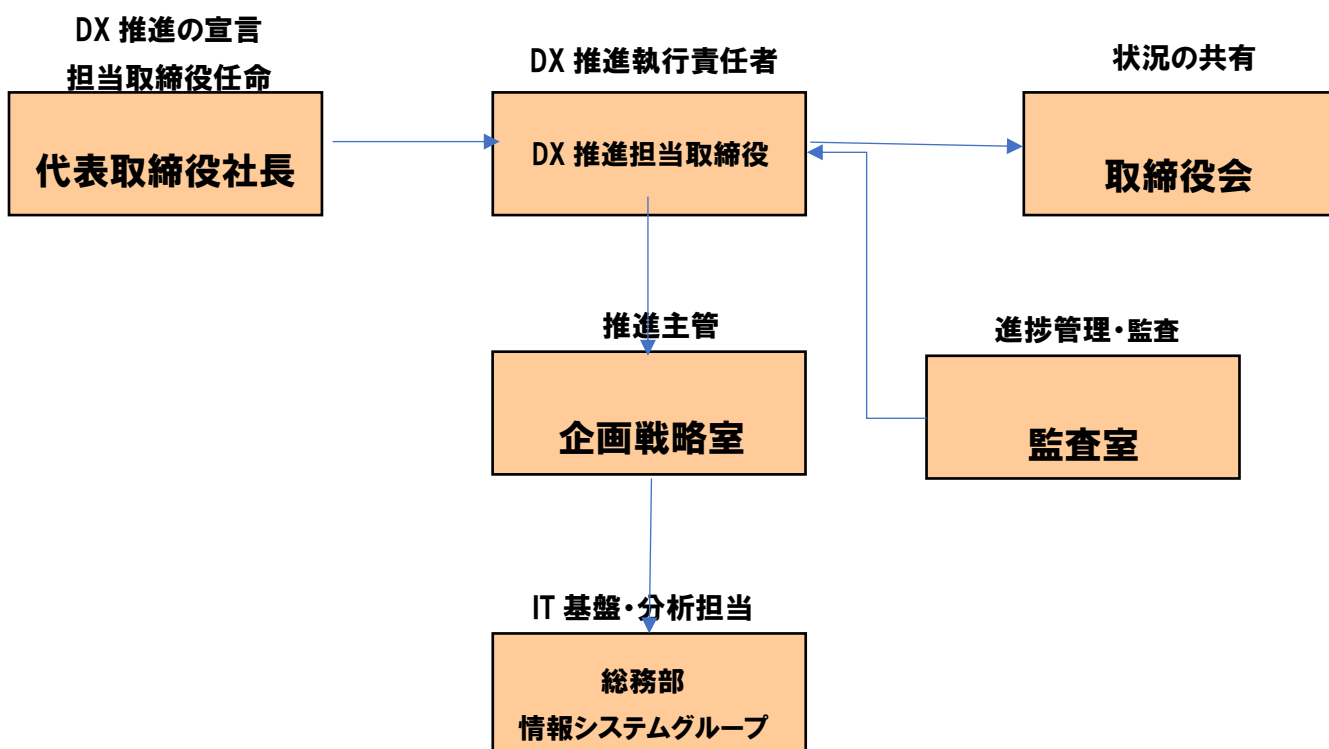 DX 推進の宣言
担当取締役任命
代表取締役社長
DX 推進執行責任者
DX 推進担当取締役
状況の共有
取締役会
推進主管
企画戦略室
進捗管理・監査
監査室
IT 基盤・分析担当
総務部
情報システムグループ